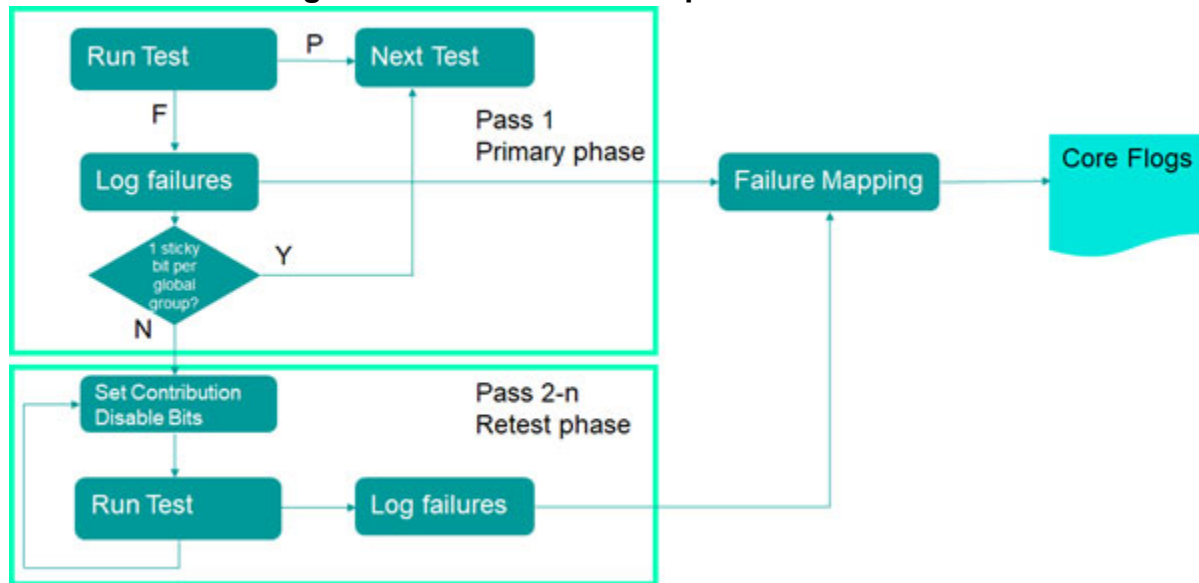 Run Test
P
Next Test
F
Pass 1
Primary phase
Log failures
Failure Mapping
Core Flogs
1 sticky
bit per
global
group?
Y
N
Set Contribution
Disable Bits
Pass 2-n
Retest phase
Run Test
Log failures